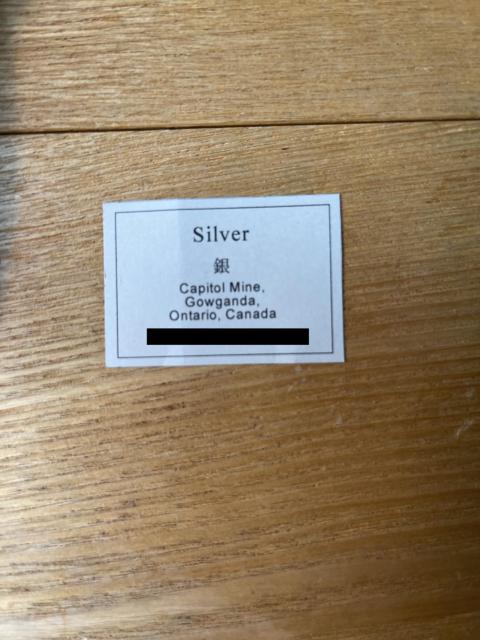 Silver
銀
Capitol Mine,
Gowganda,
Ontario, Canada